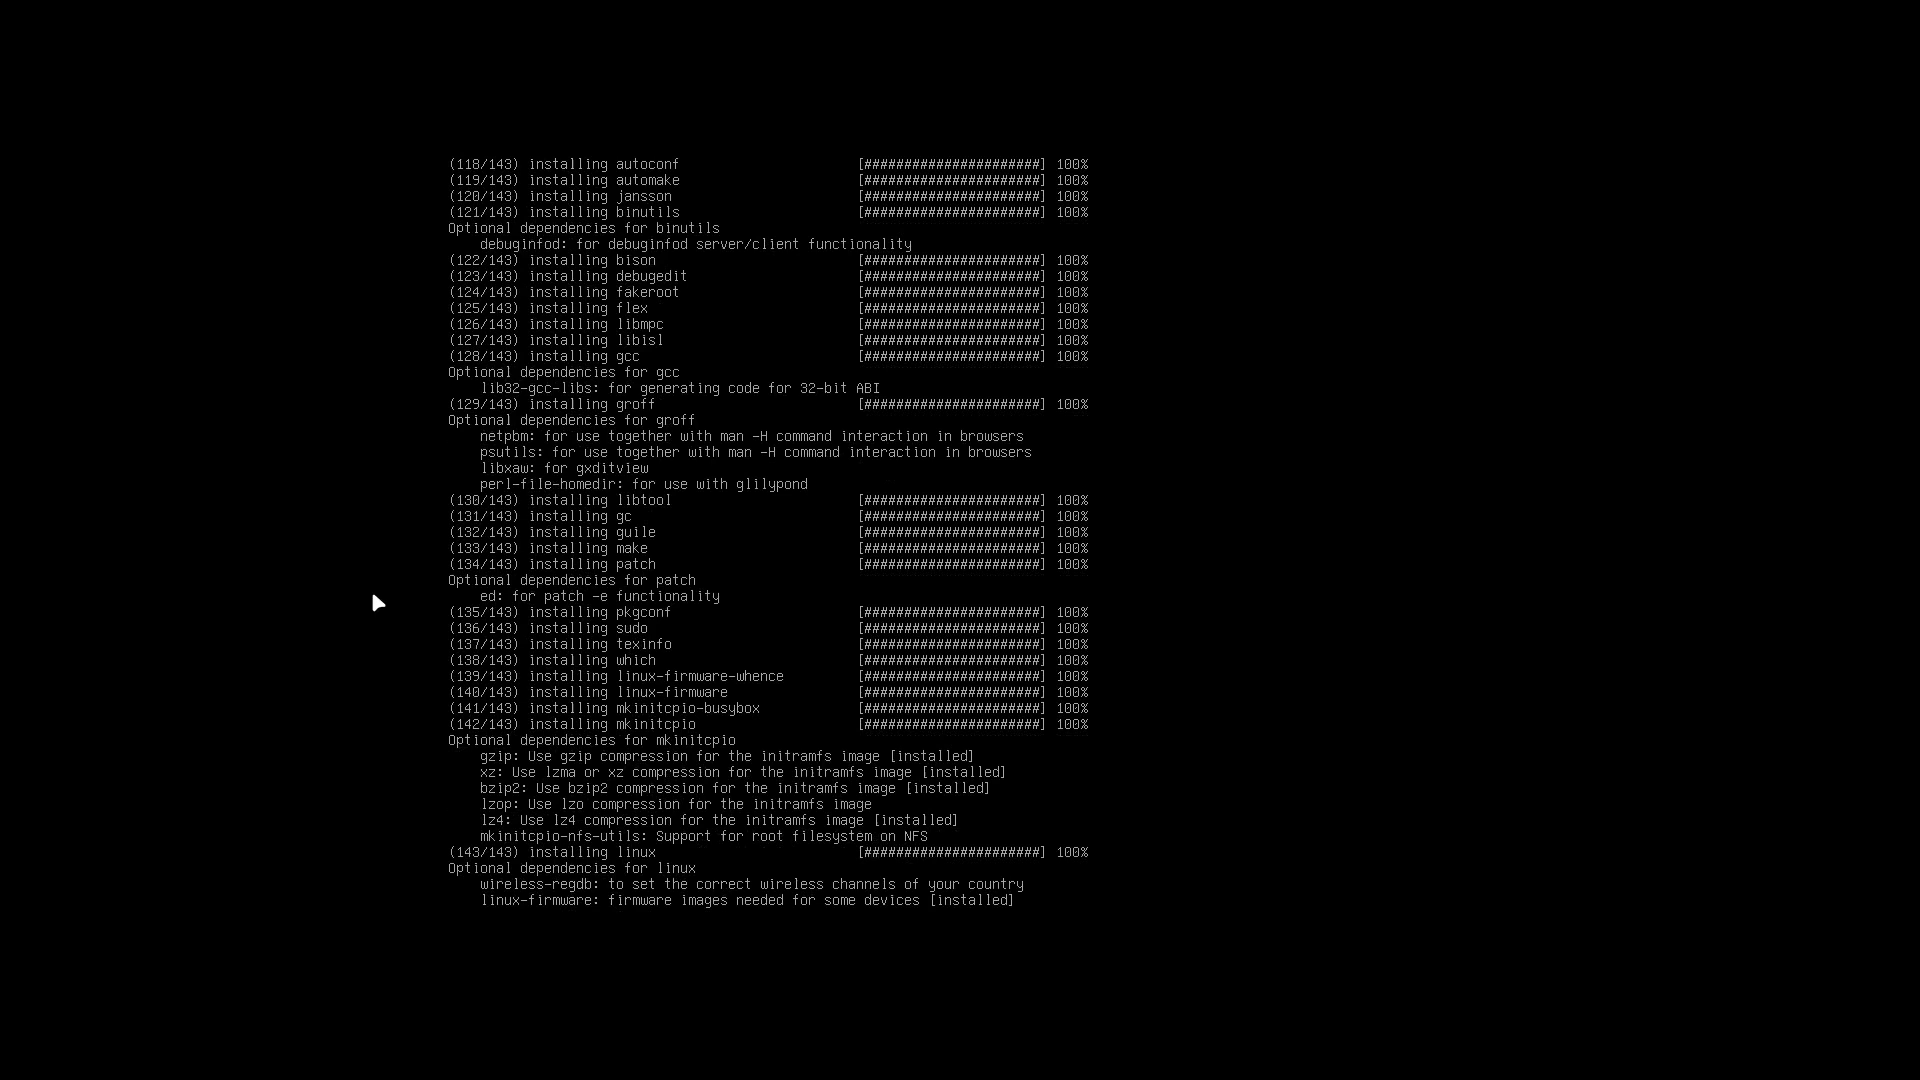 (118/143) installing autoconf [######################] 100%
(119/143) installing automake [######################] 100%
(120/143) installing jansson [######################] 100%
(121/143) installing binutils [######################] 100%
Optional dependencies for binutils
    debuginfod: for debuginfod server/client functionality
(122/143) installing bison [######################] 100%
(123/143) installing debugedit [######################] 100%
(124/143) installing fakeroot [######################] 100%
(125/143) installing flex [######################] 100%
(126/143) installing libmpc [######################] 100%
(127/143) installing libisl [######################] 100%
(128/143) installing gcc [######################] 100%
Optional dependencies for gcc
    lib32-gcc-libs: for generating code for 32-bit ABI
(129/143) installing groff [######################] 100%
Optional dependencies for groff
    netpbm: for use together with man -H command interaction in browsers
    psutils: for use together with man -H command interaction in browsers
    libxaw: for gxditview
    perl-file-homedir: for use with glilypond
(130/143) installing libtool [######################] 100%
(131/143) installing gc [######################] 100%
(132/143) installing guile [######################] 100%
(133/143) installing make [######################] 100%
(134/143) installing patch [######################] 100%
Optional dependencies for patch
    ed: for patch -e functionality
(135/143) installing pkgconf [######################] 100%
(136/143) installing sudo [######################] 100%
(137/143) installing texinfo [######################] 100%
(138/143) installing which [######################] 100%
(139/143) installing linux-firmware-whence [######################] 100%
(140/143) installing linux-firmware [######################] 100%
(141/143) installing mkinitcpio-busybox [######################] 100%
(142/143) installing mkinitcpio [######################] 100%
Optional dependencies for mkinitcpio
    gzip: Use gzip compression for the initramfs image [installed]
    xz: Use lzma or xz compression for the initramfs image [installed]
    bzip2: Use bzip2 compression for the initramfs image [installed]
    lzop: Use lzo compression for the initramfs image
    lz4: Use lz4 compression for the initramfs image [installed]
    mkinitcpio-nfs-utils: Support for root filesystem on NFS
(143/143) installing linux [######################] 100%
Optional dependencies for linux
    wireless-regdb: to set the correct wireless channels of your country
    linux-firmware: firmware images needed for some devices [installed]